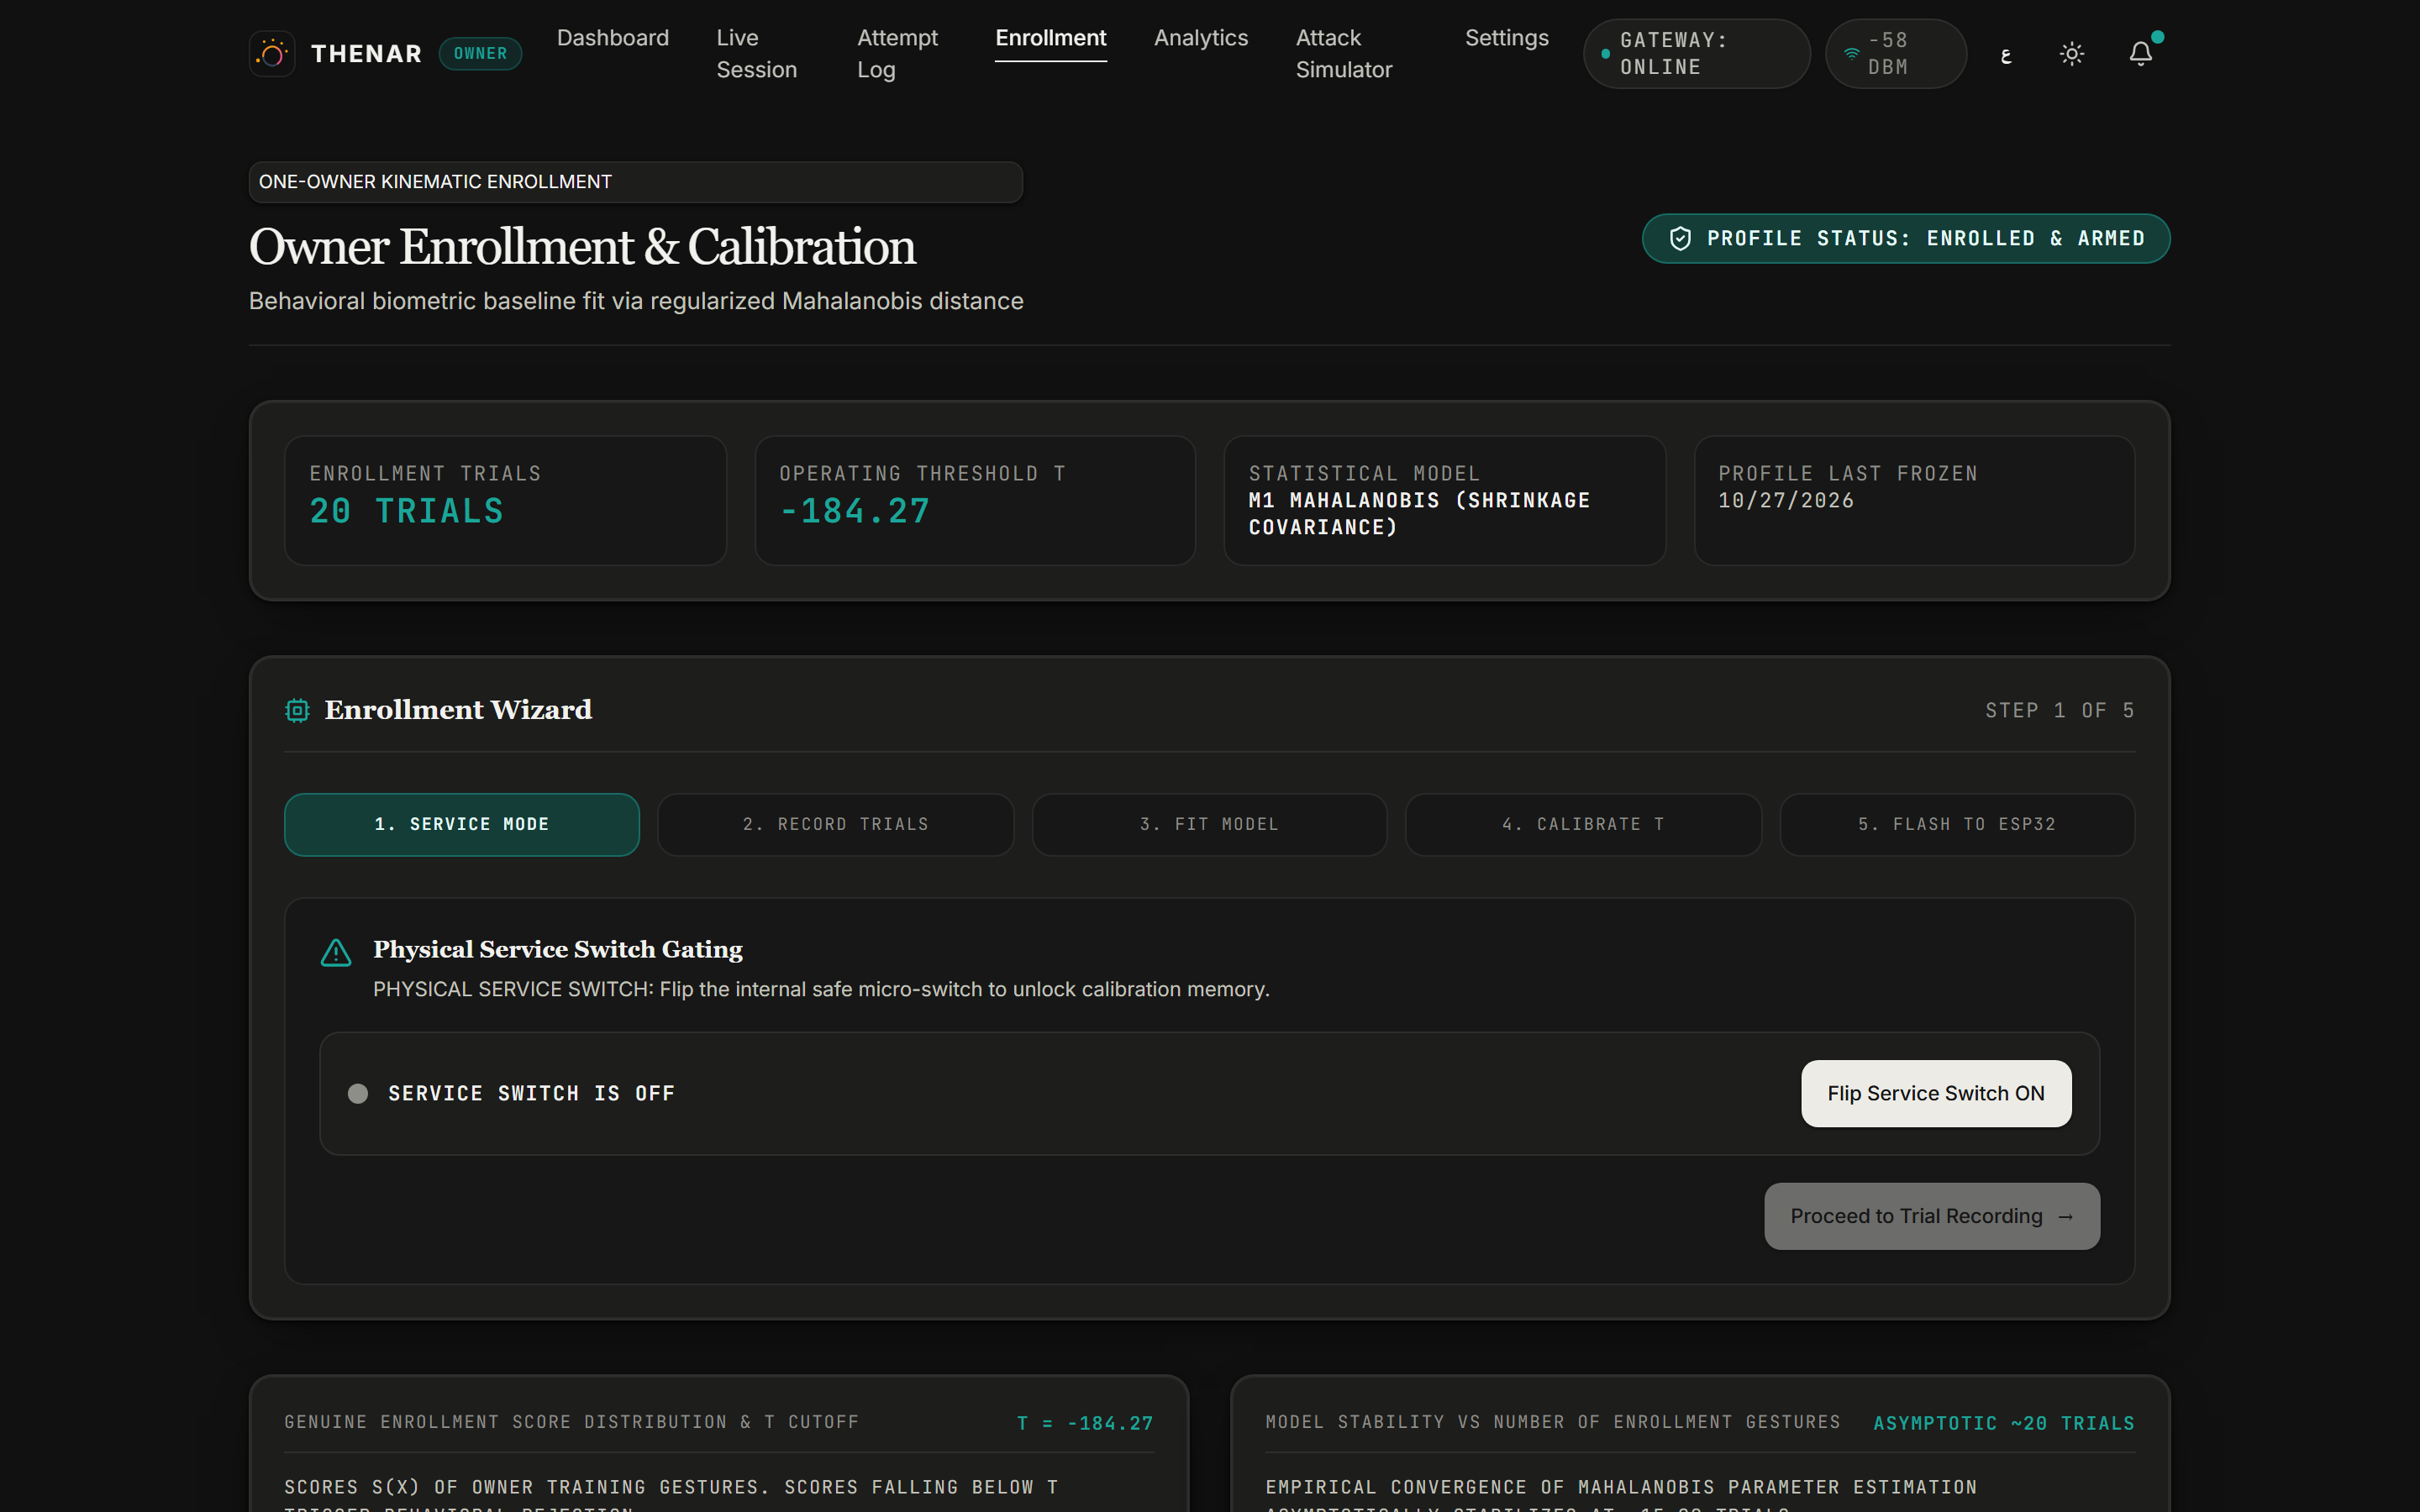 THENAR
OWNER
Dashboard
Live
Session
Attempt
Log
Enrollment
Analytics
Attack
Simulator
Settings
GATEWAY:
ONLINE
-58
DBM
ع
ONE-OWNER KINEMATIC ENROLLMENT
Owner Enrollment & Calibration
Behavioral biometric baseline fit via regularized Mahalanobis distance
PROFILE STATUS: ENROLLED & ARMED
ENROLLMENT TRIALS
20 TRIALS
OPERATING THRESHOLD T
-184.27
STATISTICAL MODEL
M1 MAHALANOBIS (SHRINKAGE
COVARIANCE)
PROFILE LAST FROZEN
10/27/2026
Enrollment Wizard
STEP 1 OF 5
1. SERVICE MODE
2. RECORD TRIALS
3. FIT MODEL
4. CALIBRATE T
5. FLASH TO ESP32
Physical Service Switch Gating
PHYSICAL SERVICE SWITCH: Flip the internal safe micro-switch to unlock calibration memory.
SERVICE SWITCH IS OFF
Flip Service Switch ON
Proceed to Trial Recording →
GENUINE ENROLLMENT SCORE DISTRIBUTION & T CUTOFF
T = -184.27
SCORES S(X) OF OWNER TRAINING GESTURES. SCORES FALLING BELOW T
TRIGGER BEHAVIORAL REJECTION
MODEL STABILITY VS NUMBER OF ENROLLMENT GESTURES
ASYMPTOTIC ~20 TRIALS
EMPIRICAL CONVERGENCE OF MAHALANOBIS PARAMETER ESTIMATION
ASYMPTOTICALLY STABILIZES AT